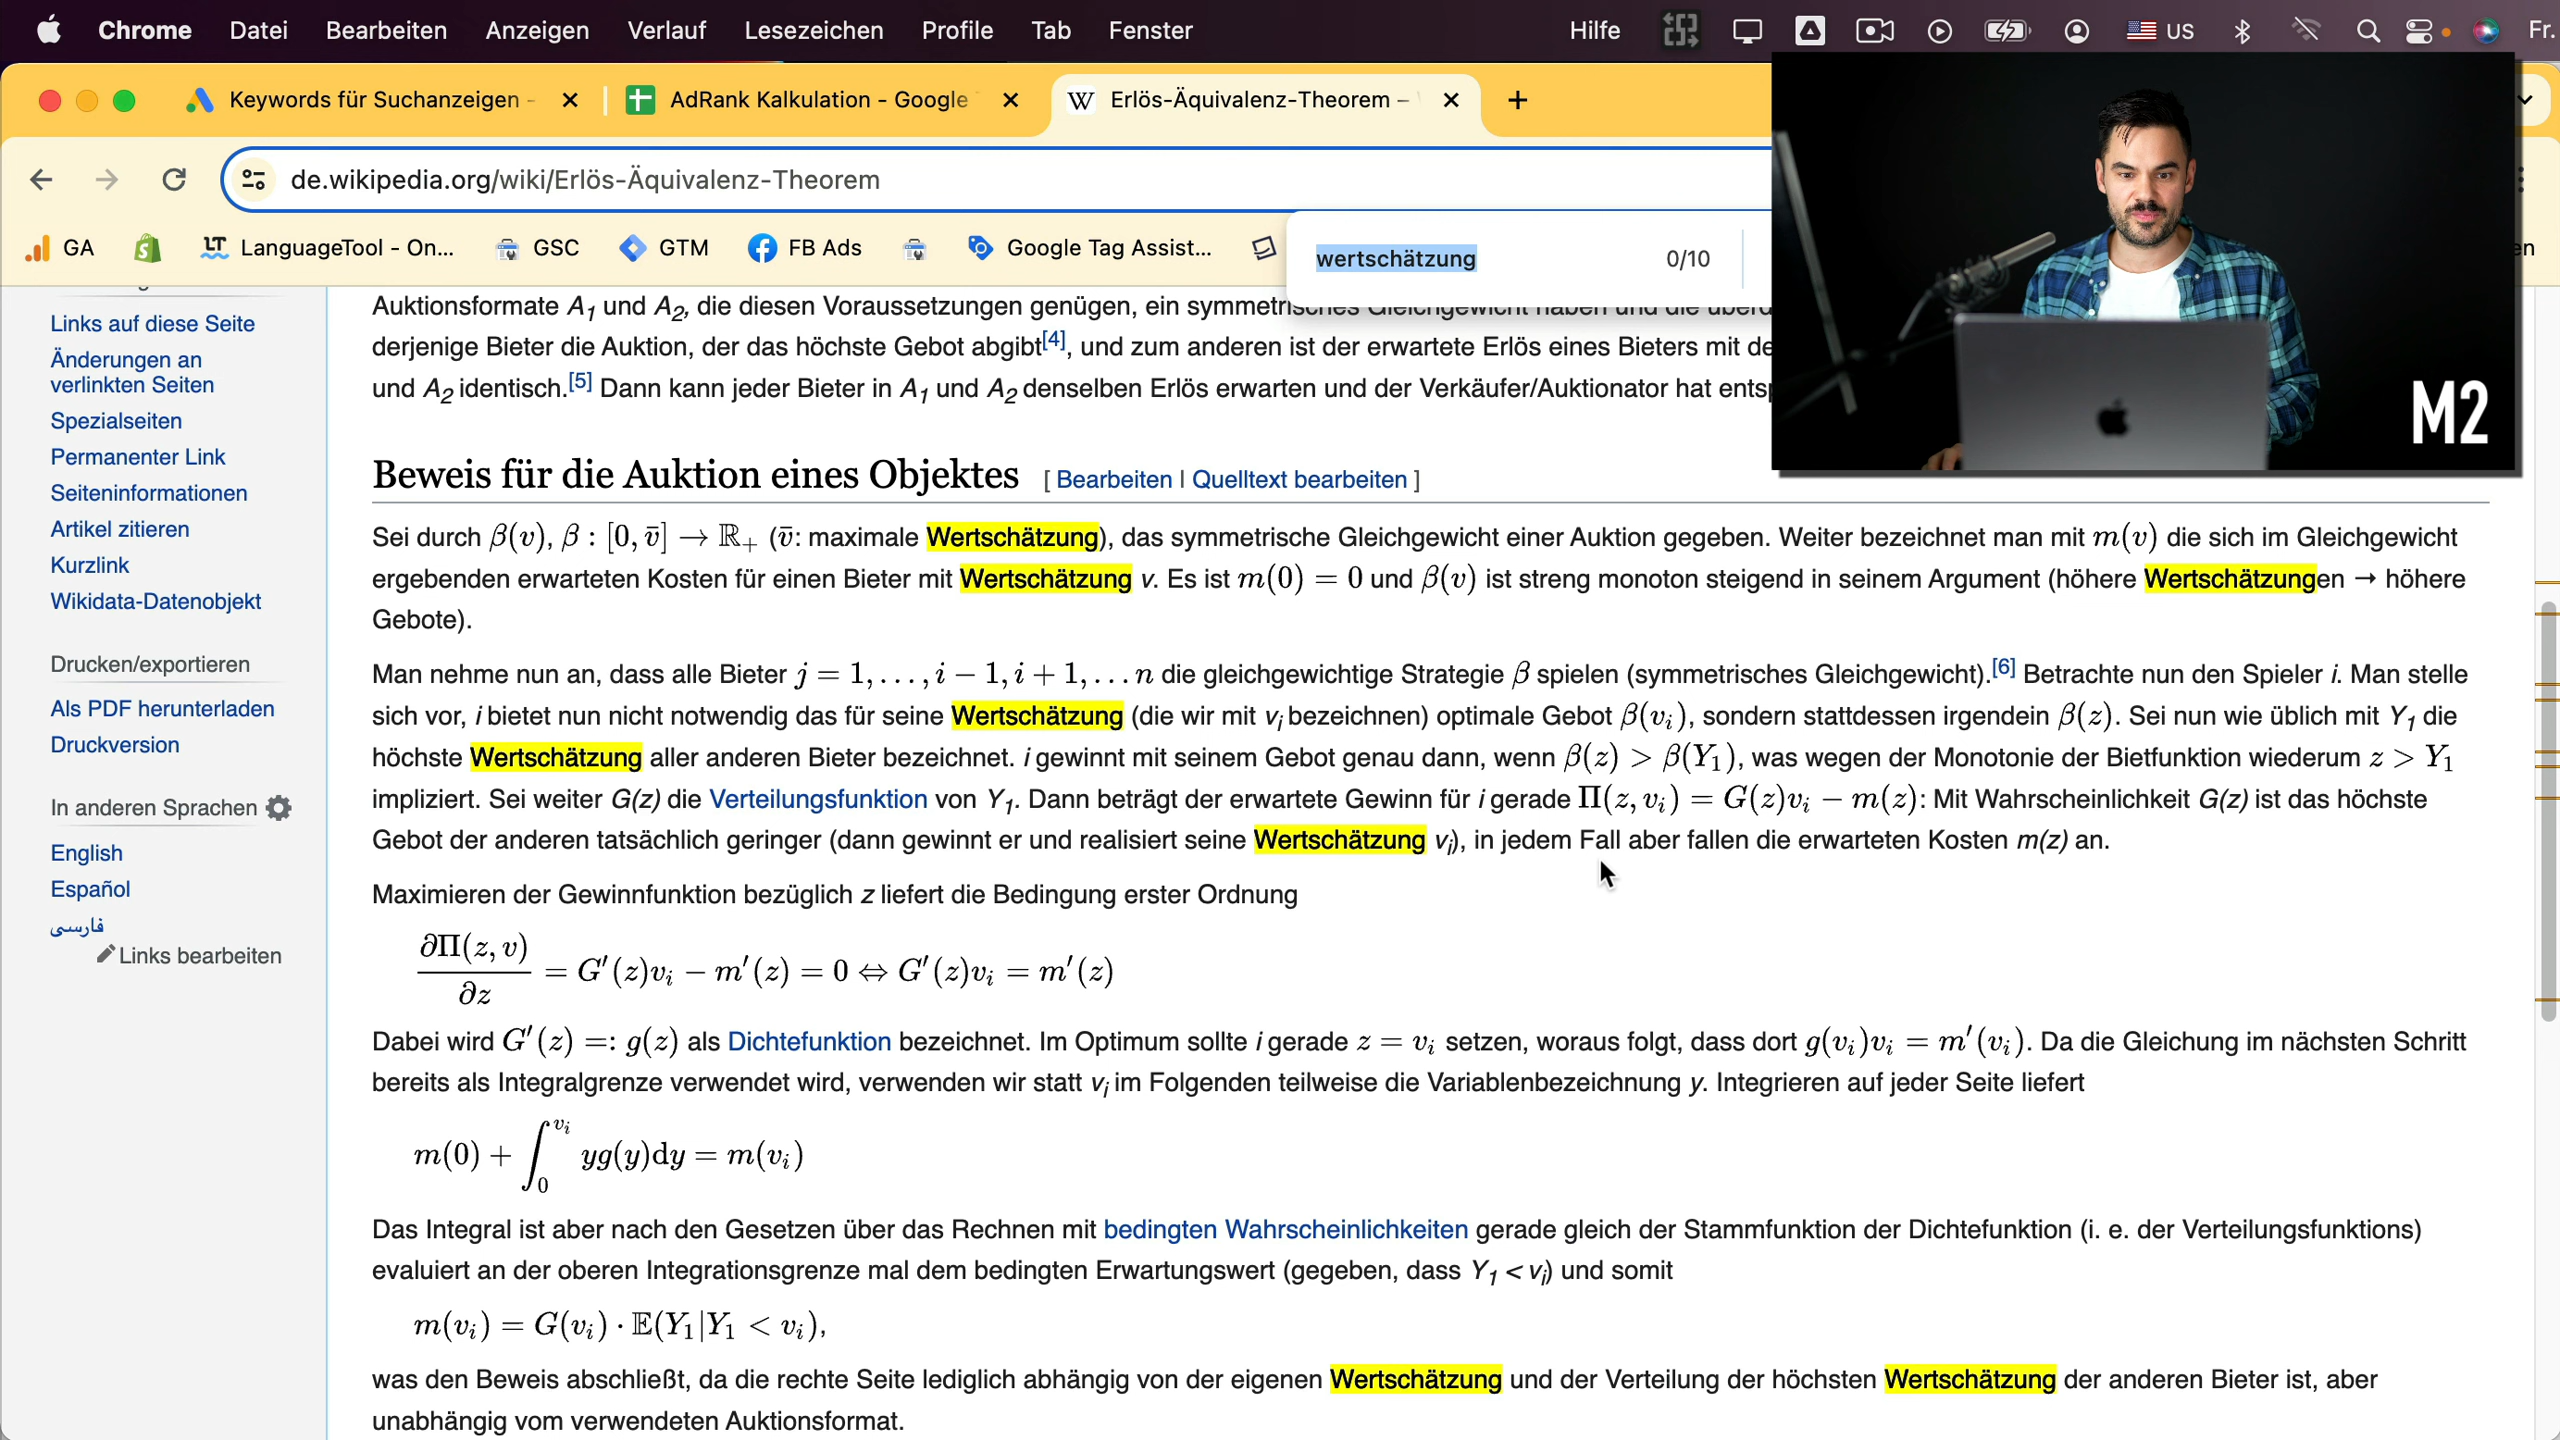 Chrome Datei Bearbeiten Anzeigen Verlauf Lesezeichen Profile Tab Fenster Hilfe US Fr.
Keywords für Suchanzeigen - AdRank Kalkulation - Google Erlös-Äquivalenz-Theorem –
de.wikipedia.org/wiki/Erlös-Äquivalenz-Theorem
GA LanguageTool - On... GSC GTM FB Ads Google Tag Assist...
wertschätzung 0/10
M2
Links auf diese Seite
Änderungen an
verlinkten Seiten
Spezialseiten
Permanenter Link
Seiteninformationen
Artikel zitieren
Kurzlink
Wikidata-Datenobjekt
Drucken/exportieren
Als PDF herunterladen
Druckversion
In anderen Sprachen
English
Español
فارسی
Links bearbeiten
Auktionsformate A₁ und A₂, die diesen Voraussetzungen genügen, ein symmetrisches Gleichgewicht haben und die
derjenige Bieter die Auktion, der das höchste Gebot abgibt[4], und zum anderen ist der erwartete Erlös eines Bieters mit
und A₂ identisch.[5] Dann kann jeder Bieter in A₁ und A₂ denselben Erlös erwarten und der Verkäufer/Auktionator hat
Beweis für die Auktion eines Objektes [ Bearbeiten | Quelltext bearbeiten ]
Sei durch β(v), β : [0, v̄] → ℝ₊ (v̄: maximale Wertschätzung), das symmetrische Gleichgewicht einer Auktion gegeben. Weiter bezeichnet man mit m(v) die sich im Gleichgewicht
ergebenden erwarteten Kosten für einen Bieter mit Wertschätzung v. Es ist m(0) = 0 und β(v) ist streng monoton steigend in seinem Argument (höhere Wertschätzungen → höhere
Gebote).
Man nehme nun an, dass alle Bieter j = 1, . . . , i − 1, i + 1, . . . n die gleichgewichtige Strategie β spielen (symmetrisches Gleichgewicht).[6] Betrachte nun den Spieler i. Man stelle
sich vor, i bietet nun nicht notwendig das für seine Wertschätzung (die wir mit vᵢ bezeichnen) optimale Gebot β(vᵢ), sondern stattdessen irgendein β(z). Sei nun wie üblich mit Y₁ die
höchste Wertschätzung aller anderen Bieter bezeichnet. i gewinnt mit seinem Gebot genau dann, wenn β(z) > β(Y₁), was wegen der Monotonie der Bietfunktion wiederum z > Y₁
impliziert. Sei weiter G(z) die Verteilungsfunktion von Y₁. Dann beträgt der erwartete Gewinn für i gerade Π(z, vᵢ) = G(z)vᵢ − m(z): Mit Wahrscheinlichkeit G(z) ist das höchste
Gebot der anderen tatsächlich geringer (dann gewinnt er und realisiert seine Wertschätzung vᵢ), in jedem Fall aber fallen die erwarteten Kosten m(z) an.
Maximieren der Gewinnfunktion bezüglich z liefert die Bedingung erster Ordnung
∂Π(z, v)/∂z = G′(z)vᵢ − m′(z) = 0 ⇔ G′(z)vᵢ = m′(z)
Dabei wird G′(z) =: g(z) als Dichtefunktion bezeichnet. Im Optimum sollte i gerade z = vᵢ setzen, woraus folgt, dass dort g(vᵢ)vᵢ = m′(vᵢ). Da die Gleichung im nächsten Schritt
bereits als Integralgrenze verwendet wird, verwenden wir statt vᵢ im Folgenden teilweise die Variablenbezeichnung y. Integrieren auf jeder Seite liefert
m(0) + ∫₀^vᵢ yg(y)dy = m(vᵢ)
Das Integral ist aber nach den Gesetzen über das Rechnen mit bedingten Wahrscheinlichkeiten gerade gleich der Stammfunktion der Dichtefunktion (i. e. der Verteilungsfunktions)
evaluiert an der oberen Integrationsgrenze mal dem bedingten Erwartungswert (gegeben, dass Y₁ < vᵢ) und somit
m(vᵢ) = G(vᵢ) · 𝔼(Y₁|Y₁ < vᵢ),
was den Beweis abschließt, da die rechte Seite lediglich abhängig von der eigenen Wertschätzung und der Verteilung der höchsten Wertschätzung der anderen Bieter ist, aber
unabhängig vom verwendeten Auktionsformat.